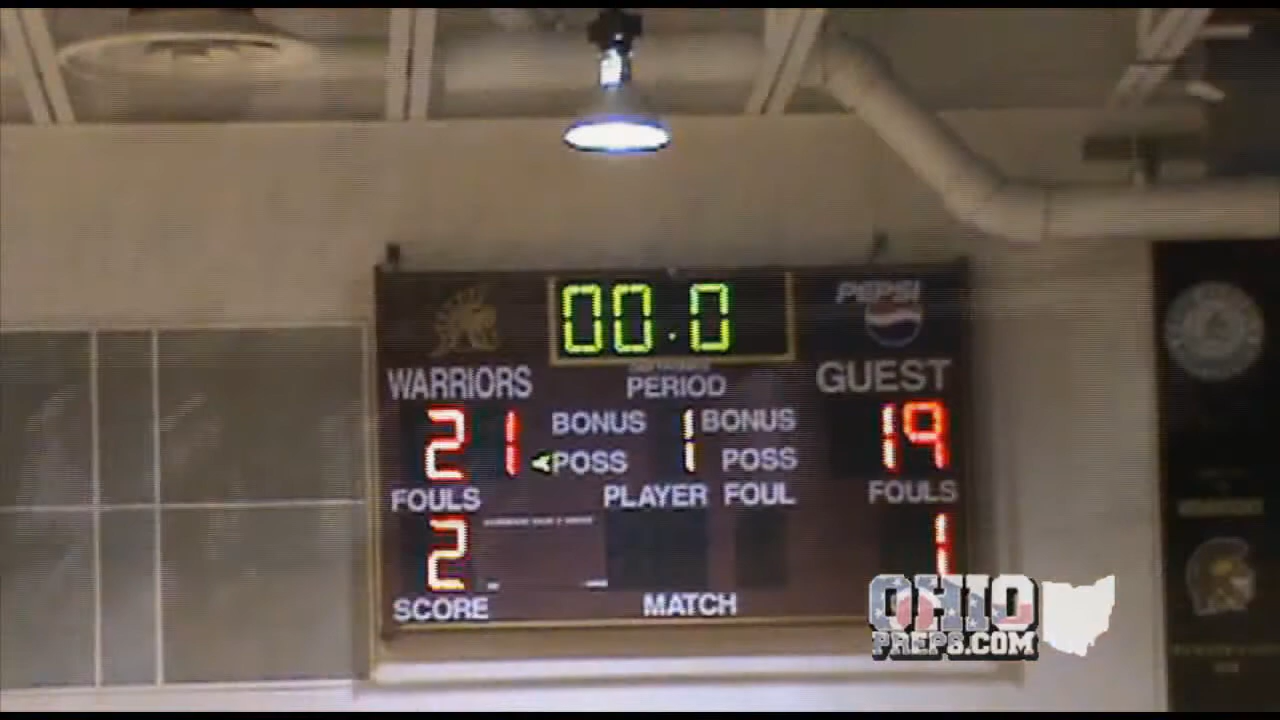 00.0
PEPSI
WARRIORS PERIOD GUEST
21 BONUS 1 BONUS 19
POSS POSS
FOULS PLAYER FOUL FOULS
2 1
SCORE MATCH
OHIO
PREPS.COM